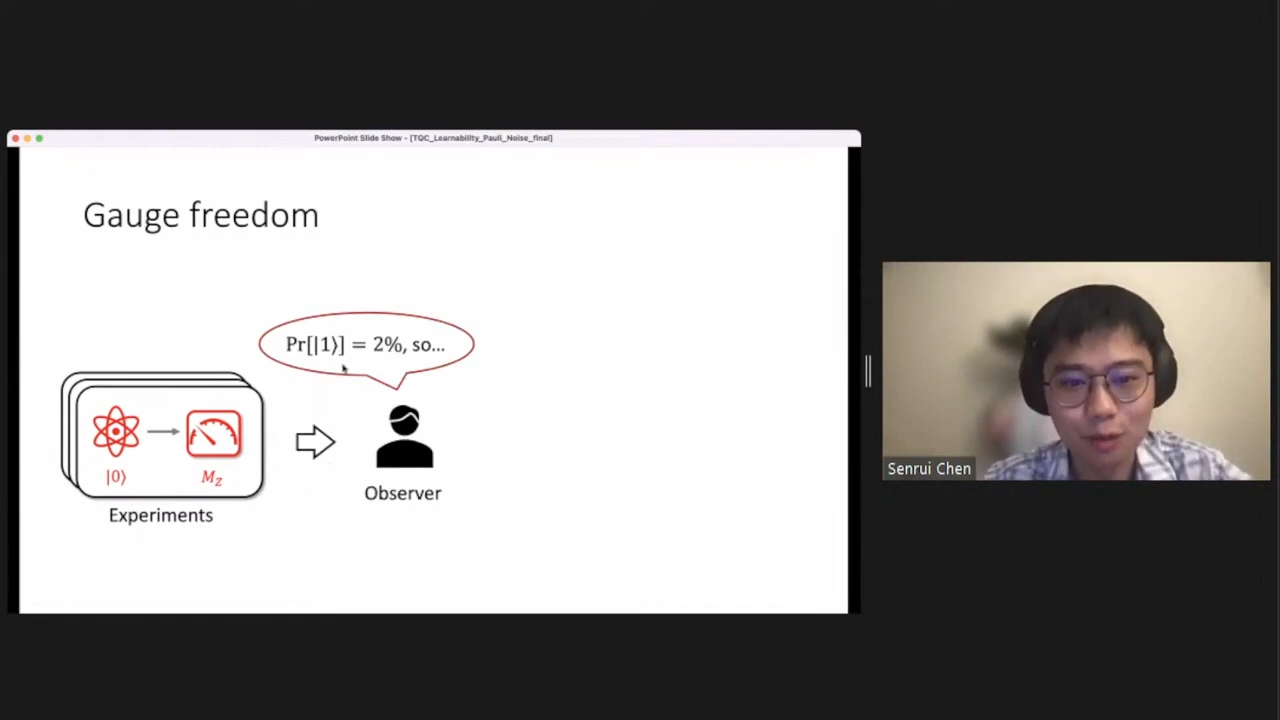 PowerPoint Slide Show - [TQC_Learnability_Pauli_Noise_final]
Gauge freedom
Pr[|1⟩] = 2%, so...
|0⟩
M_Z
Experiments
Observer
Senrui Chen